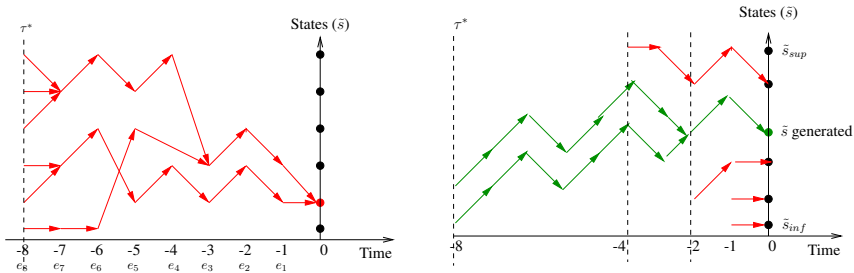 States (s̃)
τ*
-8 -7 -6 -5 -4 -3 -2 -1 0
Time
e₈ e₇ e₆ e₅ e₄ e₃ e₂ e₁
States (s̃)
τ*
s̃sup
s̃ generated
s̃inf
-8 -4 -2 -1 0
Time